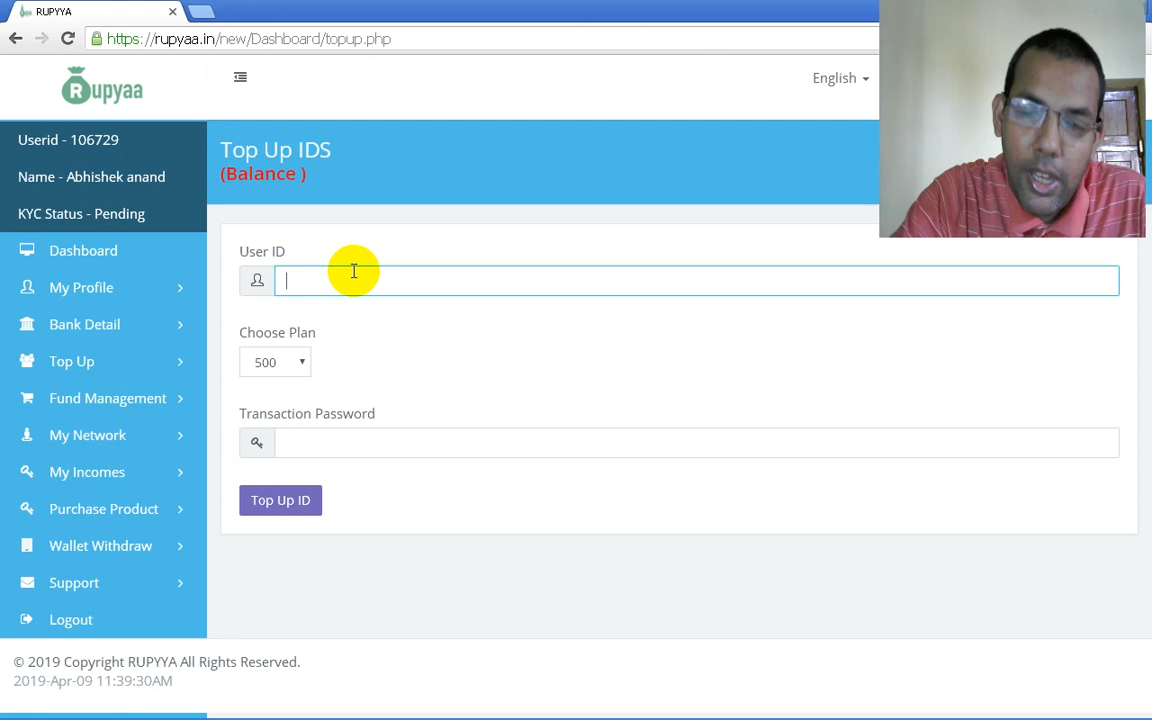 RUPYYA
https://rupyaa.in/new/Dashboard/topup.php
Rupyaa
English
Userid - 106729
Name - Abhishek anand
KYC Status - Pending
Dashboard
My Profile
Bank Detail
Top Up
Fund Management
My Network
My Incomes
Purchase Product
Wallet Withdraw
Support
Logout
Top Up IDS
(Balance )
User ID
Choose Plan
500
Transaction Password
Top Up ID
© 2019 Copyright RUPYYA All Rights Reserved.
2019-Apr-09 11:39:30AM